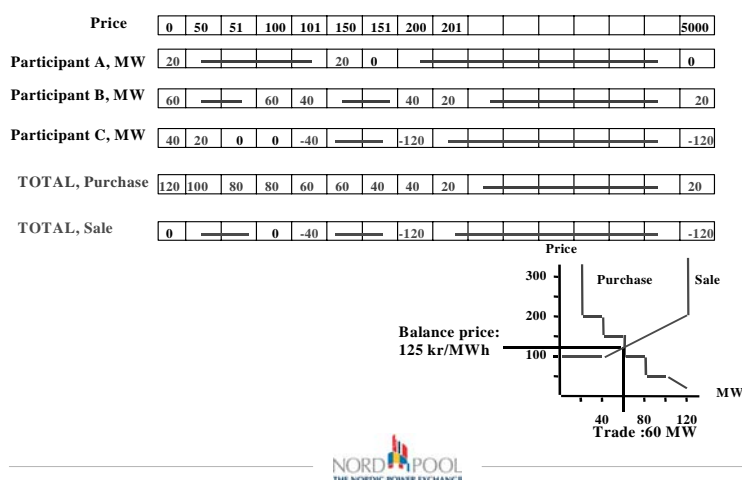 Price 0 50 51 100 101 150 151 200 201 5000
Participant A, MW 20 20 0 0
Participant B, MW 60 60 40 40 20 20
Participant C, MW 40 20 0 0 -40 -120 -120
TOTAL, Purchase 120 100 80 80 60 60 40 40 20 20
TOTAL, Sale 0 0 -40 -120 -120
Price
300
Purchase
Sale
200
Balance price:
125 kr/MWh
100
MW
40 80 120
Trade :60 MW
NORD POOL
THE NORDIC POWER EXCHANGE